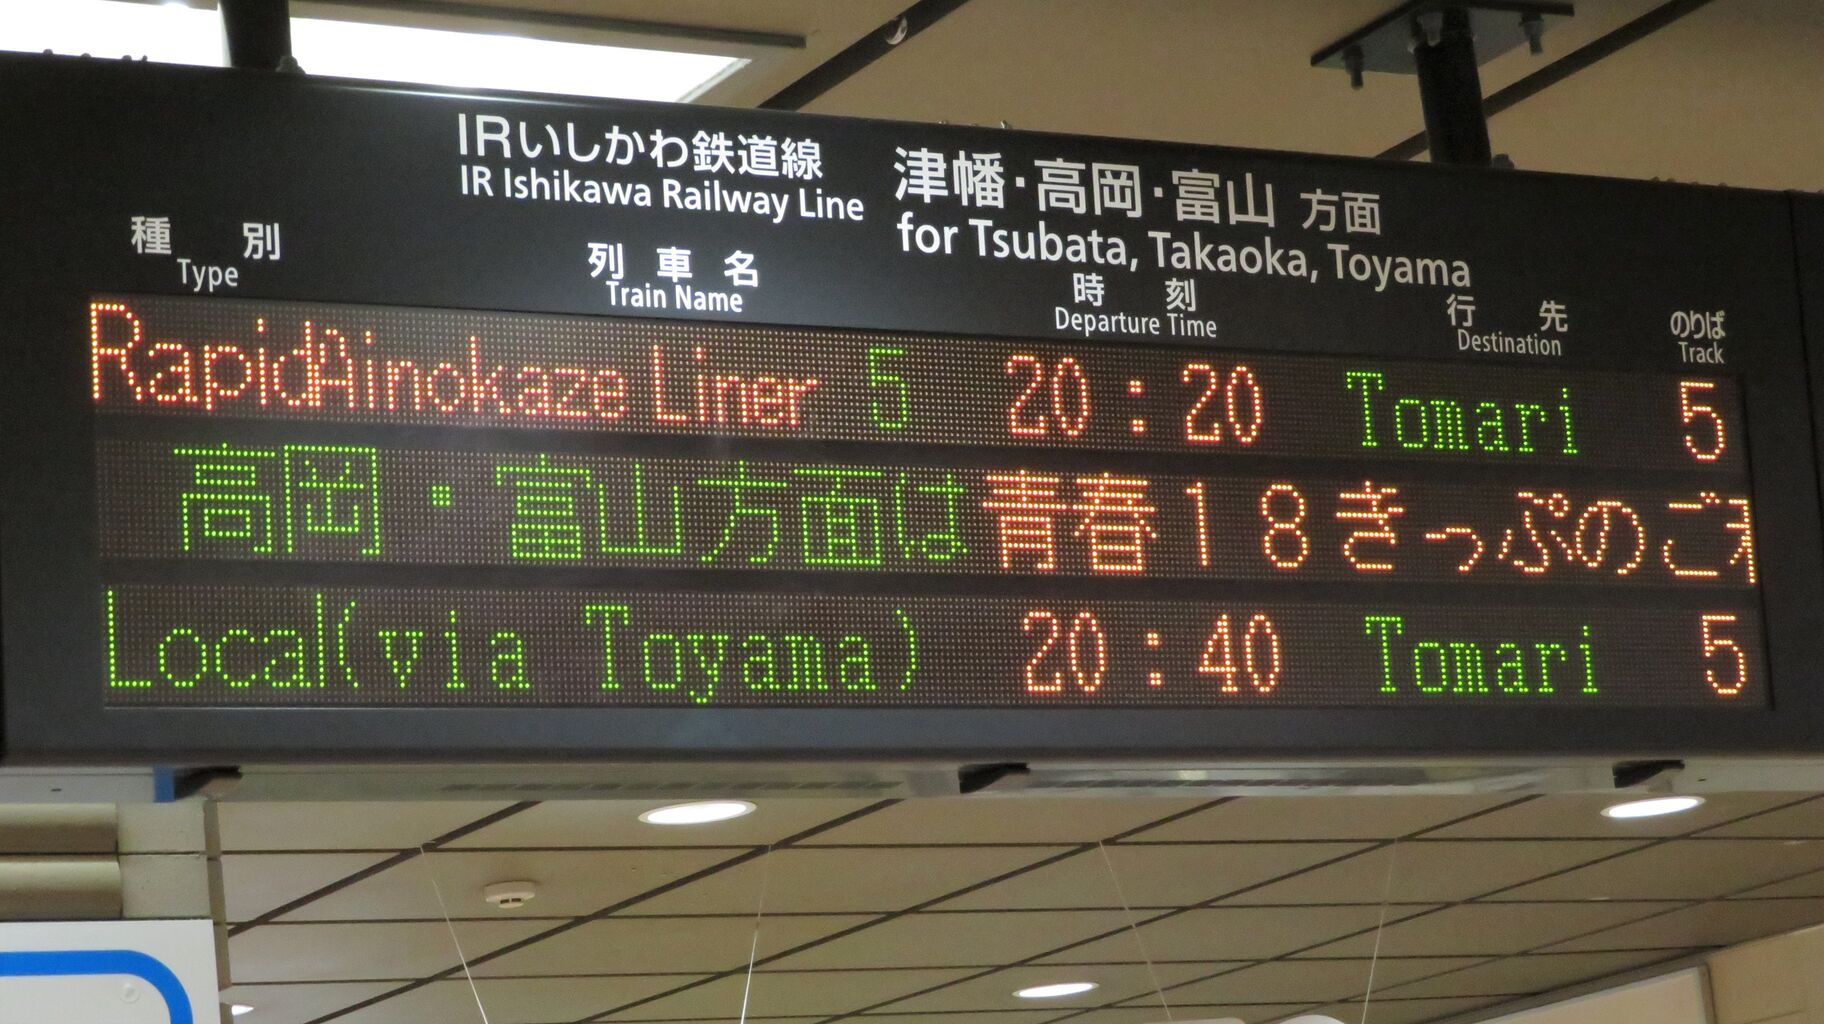 IRいしかわ鉄道線
IR Ishikawa Railway Line
津幡・高岡・富山 方面
for Tsubata, Takaoka, Toyama
種別
Type
列車名
Train Name
時刻
Departure Time
行先
Destination
のりば
Track
Rapid Ainokaze Liner 5 20:20 Tomari 5
高岡・富山方面は青春18きっぷのご
Local(via Toyama) 20:40 Tomari 5